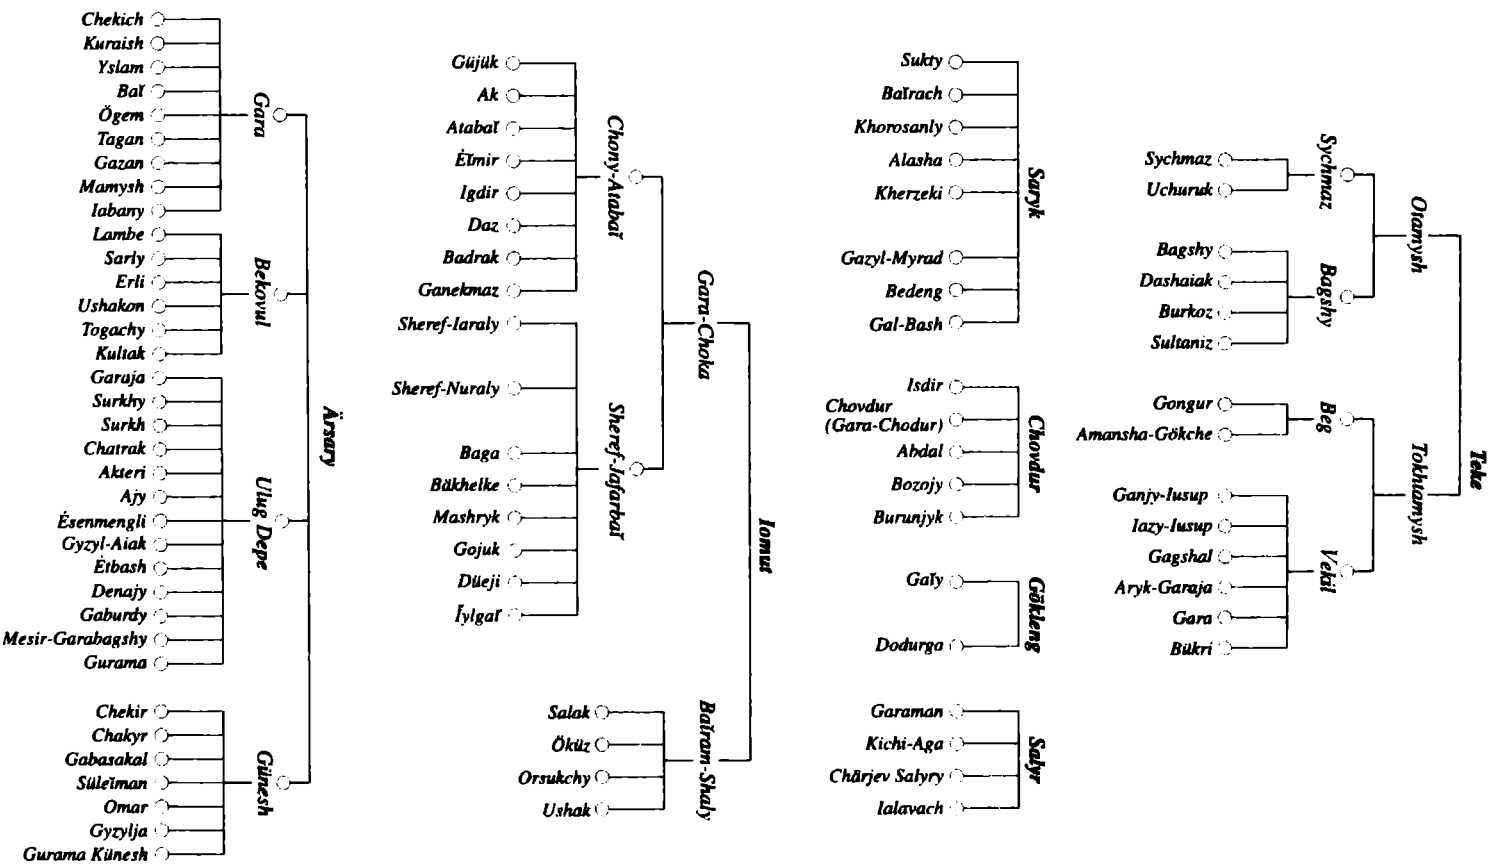 Chekich
Kuraish
Yslam
Baĭ
Ŏgem
Tagan
Gazan
Mamysh
Iabany
Gara
Lambe
Sarly
Erli
Ushakon
Togachy
Kultak
Bekovul
Garaja
Surkhy
Surkh
Chatrak
Akteri
Ajy
Ėsenmengli
Gyzyl-Aiak
Ėtbash
Denajy
Gaburdy
Mesir-Garabagshy
Gurama
Ulug Depe
Chekir
Chakyr
Gabasakal
Süleĭman
Omar
Gyzylja
Gurama Künesh
Günesh
Ärsary
Güjük
Ak
Atabaĭ
Ėĭmir
Igdir
Daz
Badrak
Ganekmaz
Chony-Atabaĭ
Sheref-Iaraly
Sheref-Nuraly
Baga
Bäkhelke
Mashryk
Gojuk
Düeji
Ĭylgaĭ
Sheref-Jafarbaĭ
Gara-Choka
Salak
Öküz
Orsukchy
Ushak
Baĭram-Shaly
Iomut
Sukty
Baĭrach
Khorosanly
Alasha
Kherzeki
Gazyl-Myrad
Bedeng
Gal-Bash
Saryk
Isdir
Chovdur
(Gara-Chodur)
Abdal
Bozojy
Burunjyk
Chovdur
Gaĭy
Dodurga
Gökleng
Garaman
Kichi-Aga
Chärjev Salyry
Ialavach
Salyr
Sychmaz
Uchuruk
Sychmaz
Bagshy
Dashaiak
Burkoz
Sultaniz
Bagshy
Otamysh
Gongur
Amansha-Gökche
Beg
Ganjy-Iusup
Iazy-Iusup
Gagshal
Aryk-Garaja
Gara
Bükri
Vekil
Tokhtamysh
Teke